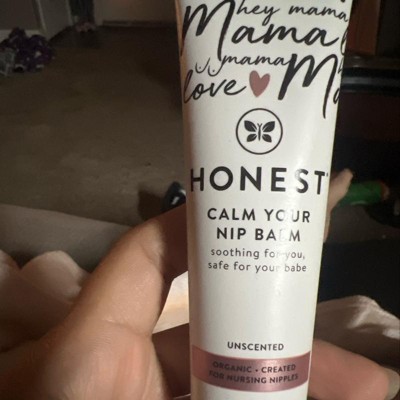 hey mama
Mama
mama
love M
HONEST
CALM YOUR
NIP BALM
soothing for you,
safe for your babe
UNSCENTED
ORGANIC • CREATED
FOR NURSING NIPPLES